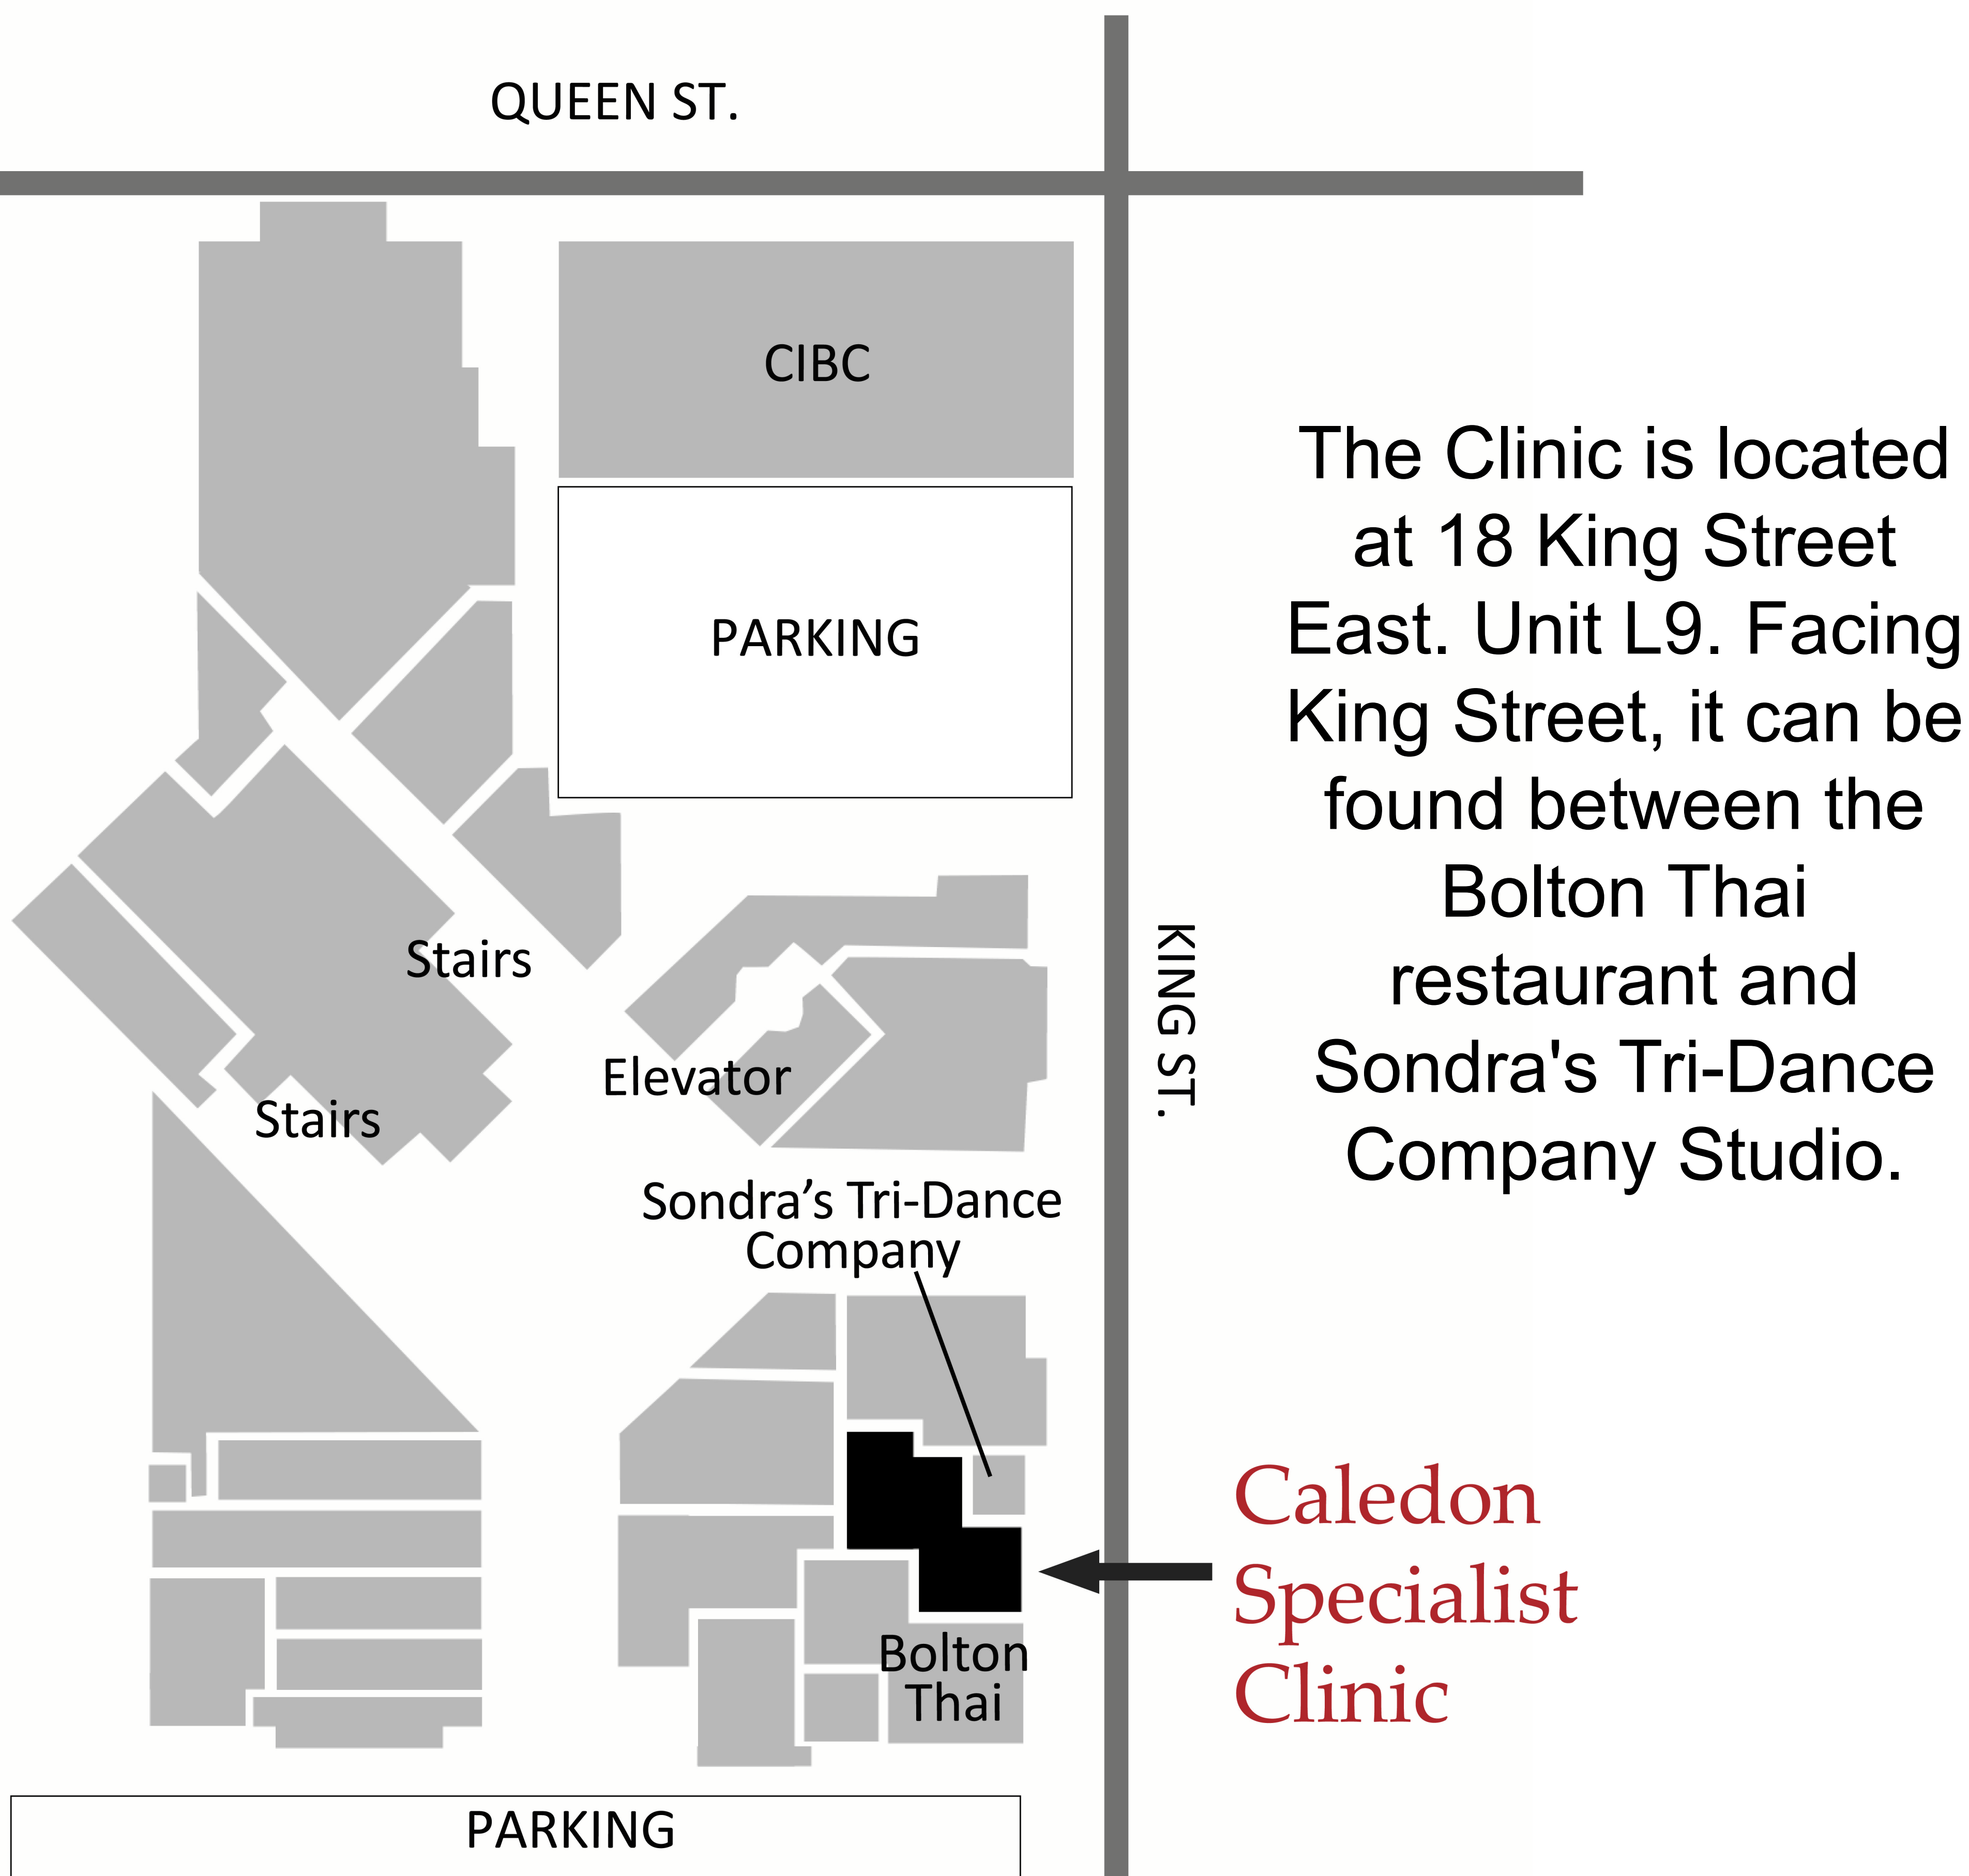 QUEEN ST.
CIBC
PARKING
Stairs
Elevator
Stairs
Sondra’s Tri-Dance
Company
Bolton
Thai
PARKING
KING ST.
The Clinic is located
at 18 King Street
East. Unit L9. Facing
King Street, it can be
found between the
Bolton Thai
restaurant and
Sondra's Tri-Dance
Company Studio.
Caledon
Specialist
Clinic